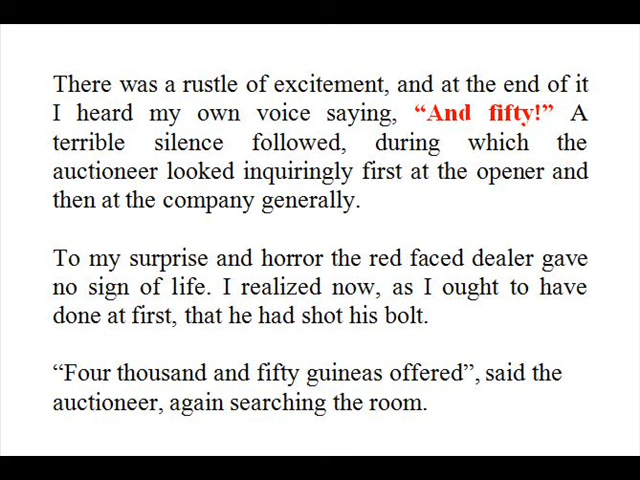 There was a rustle of excitement, and at the end of it
I heard my own voice saying, “And fifty!” A
terrible silence followed, during which the
auctioneer looked inquiringly first at the opener and
then at the company generally.
To my surprise and horror the red faced dealer gave
no sign of life. I realized now, as I ought to have
done at first, that he had shot his bolt.
“Four thousand and fifty guineas offered”, said the
auctioneer, again searching the room.